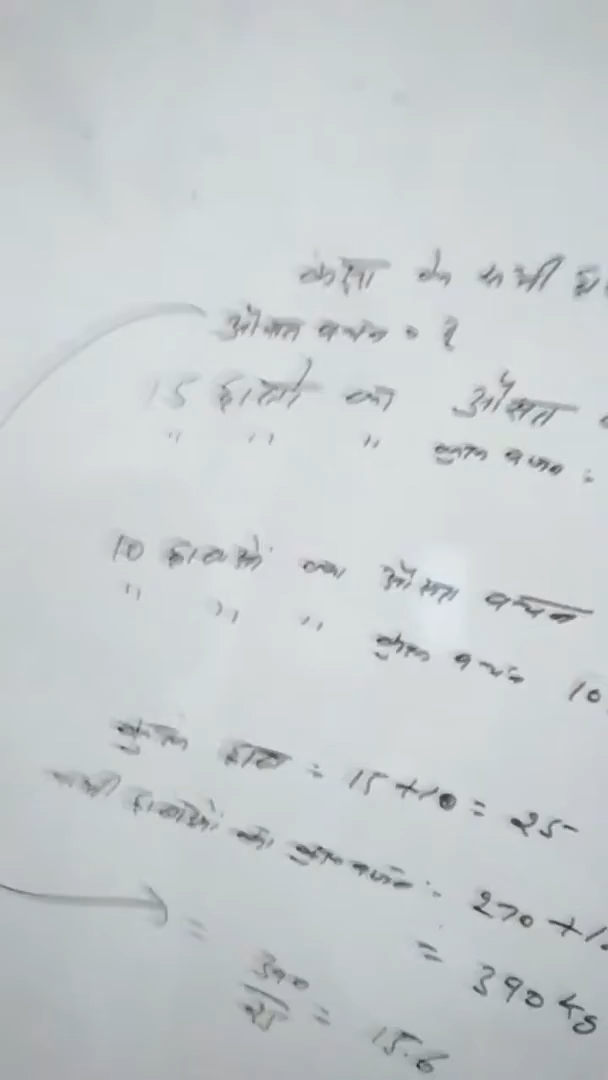 कक्षा के सभी
औसत वजन = ?
15 छात्रों का औसत
" " " कुल वजन =
10 छात्राओं का औसत वजन
" " " कुल वजन 10
कुल छात्र = 15 + 10 = 25
सभी छात्रों का कुल वजन = 270 + 1
= 390 kg
= 390/25 = 15.6